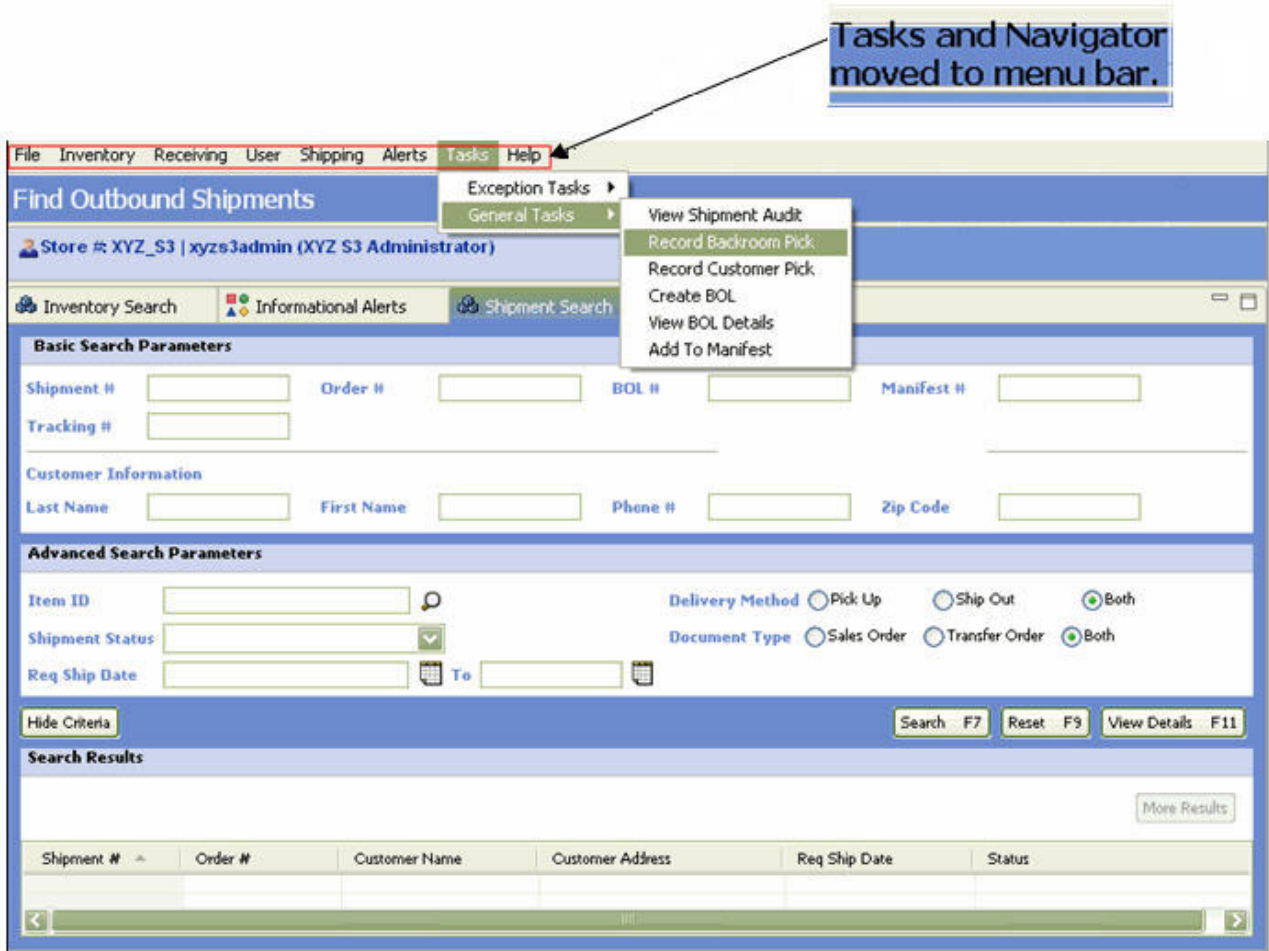 Tasks and Navigator
moved to menu bar.
File Inventory Receiving User Shipping Alerts Tasks Help
Exception Tasks
Find Outbound Shipments
General Tasks
View Shipment Audit
Record Backroom Pick
Store #: XYZ_S3 | xyzs3admin (XYZ S3 Administrator)
Record Customer Pick
Create BOL
Inventory Search Informational Alerts Shipment Search
View BOL Details
Add To Manifest
Basic Search Parameters
Shipment # Order # BOL # Manifest #
Tracking #
Customer Information
Last Name First Name Phone # Zip Code
Advanced Search Parameters
Item ID Delivery Method Pick Up Ship Out Both
Shipment Status Document Type Sales Order Transfer Order Both
Req Ship Date To
Hide Criteria Search F7 Reset F9 View Details F11
Search Results
More Results
Shipment # Order # Customer Name Customer Address Req Ship Date Status